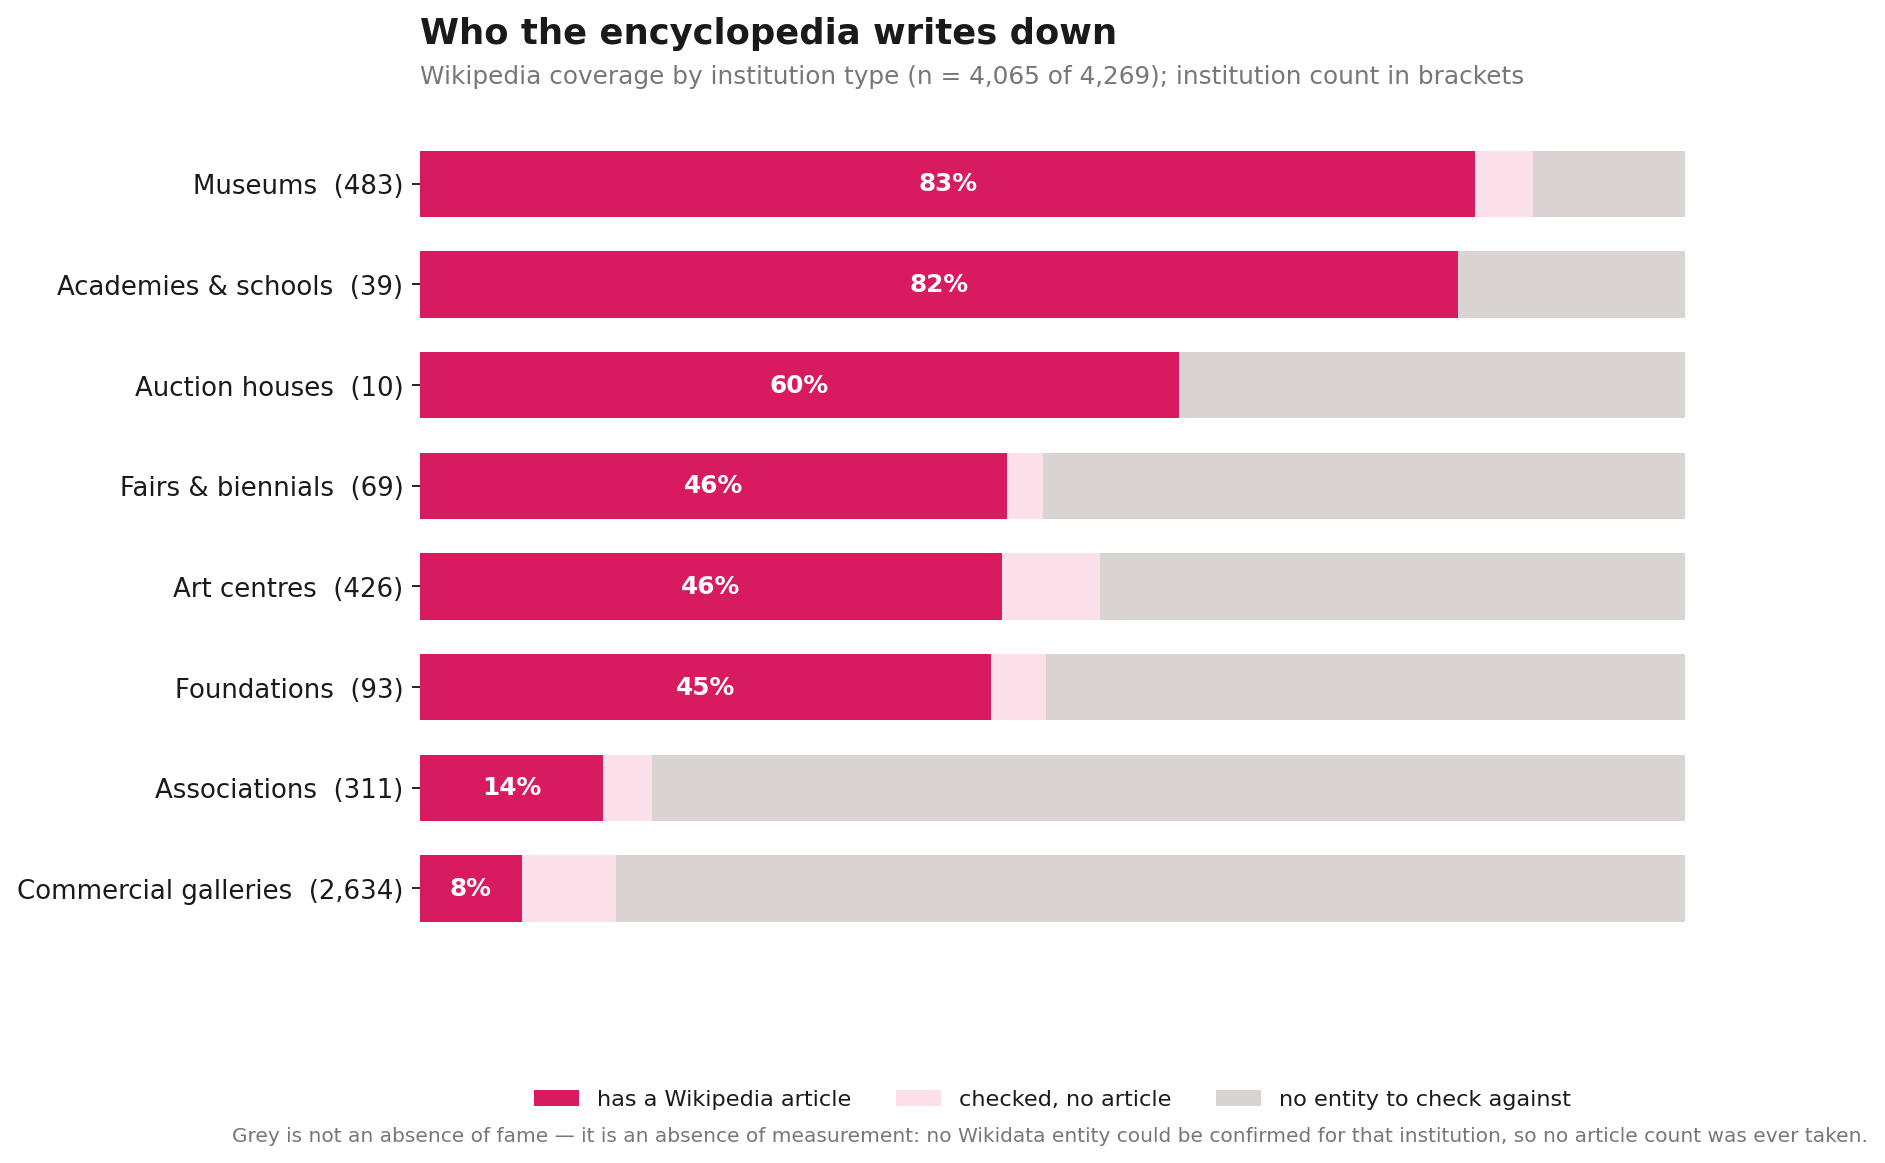 Who the encyclopedia writes down
Wikipedia coverage by institution type (n = 4,065 of 4,269); institution count in brackets
Museums (483)
83%
Academies & schools (39)
82%
Auction houses (10)
60%
Fairs & biennials (69)
46%
Art centres (426)
46%
Foundations (93)
45%
Associations (311)
14%
Commercial galleries (2,634)
8%
has a Wikipedia article
checked, no article
no entity to check against
Grey is not an absence of fame — it is an absence of measurement: no Wikidata entity could be confirmed for that institution, so no article count was ever taken.